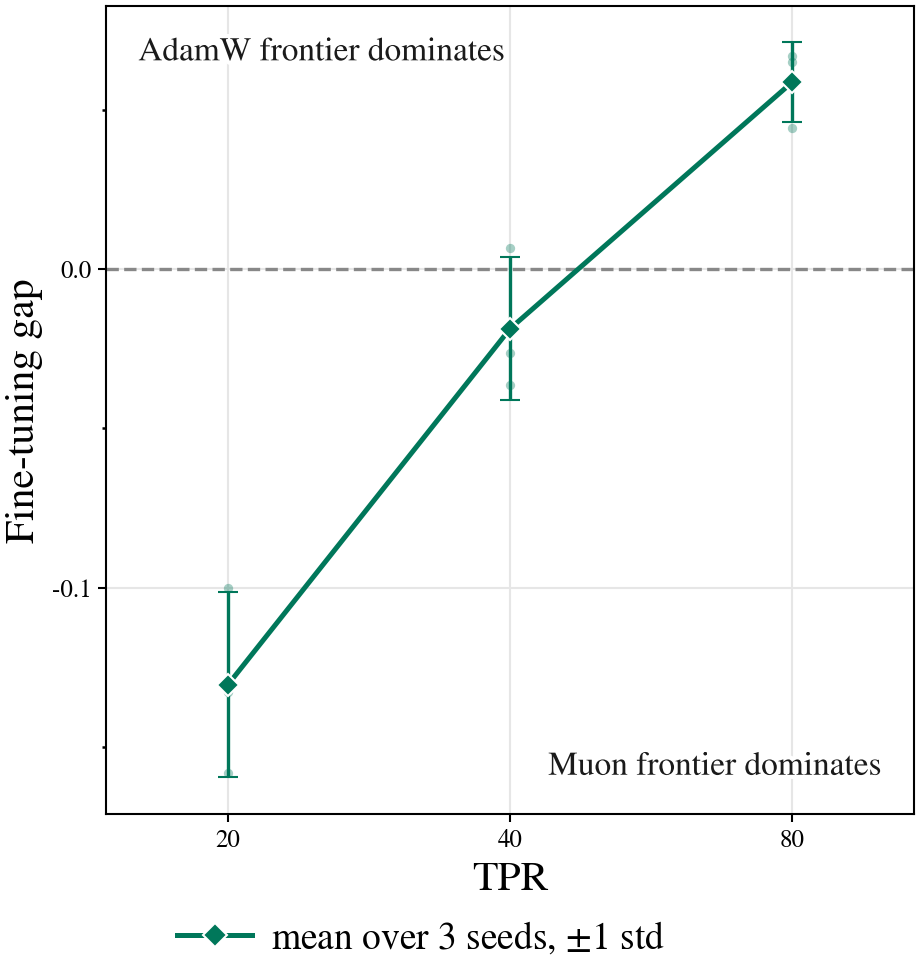 AdamW frontier dominates
0.0
-0.1
Fine-tuning gap
Muon frontier dominates
20 40 80
TPR
mean over 3 seeds, ±1 std